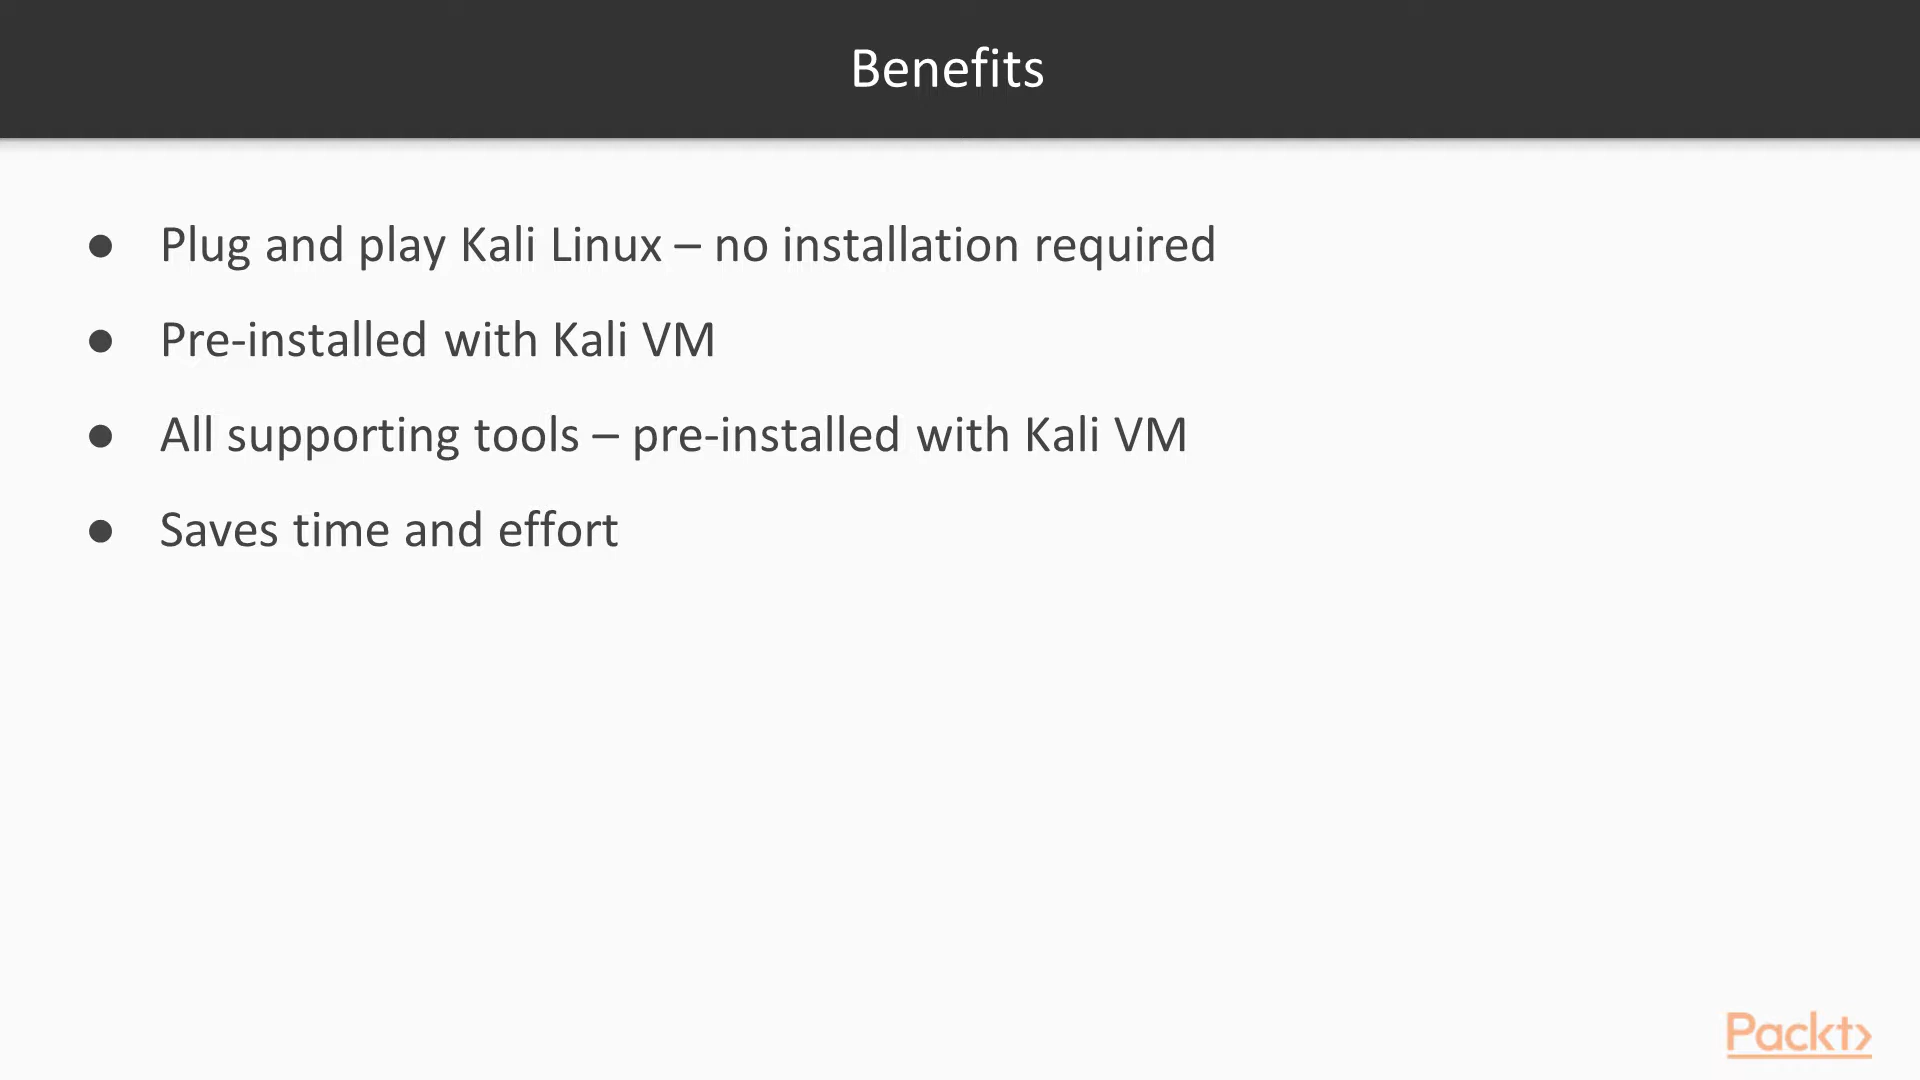 Benefits
● Plug and play Kali Linux – no installation required
● Pre-installed with Kali VM
● All supporting tools – pre-installed with Kali VM
● Saves time and effort
Packt>